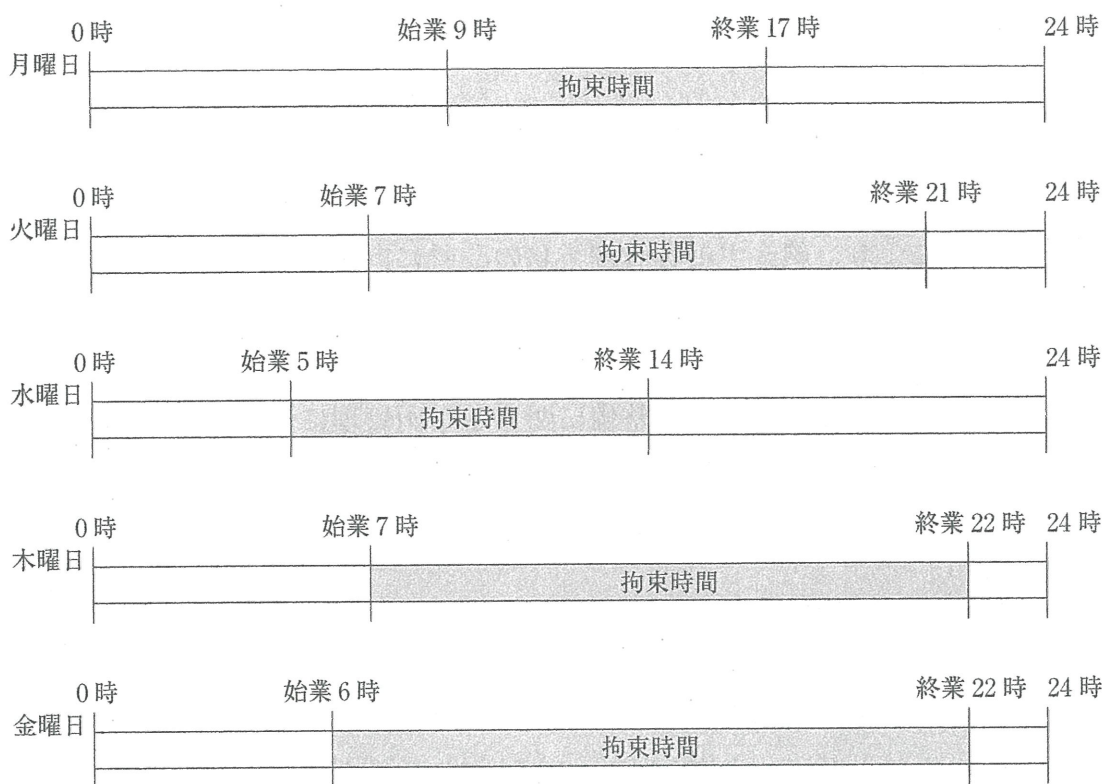 0時 始業9時 終業17時 24時
月曜日 拘束時間
0時 始業7時 終業21時 24時
火曜日 拘束時間
0時 始業5時 終業14時 24時
水曜日 拘束時間
0時 始業7時 終業22時 24時
木曜日 拘束時間
0時 始業6時 終業22時 24時
金曜日 拘束時間